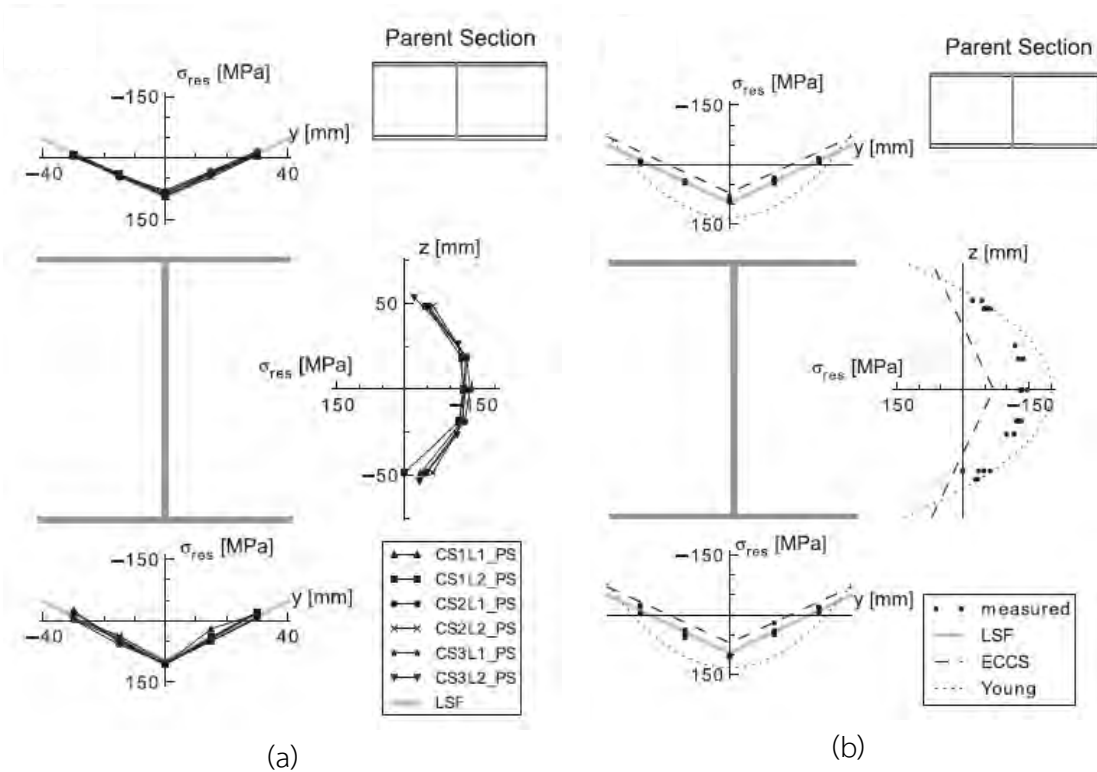 Parent Section
σres [MPa]
−150
y [mm]
−40
40
150
z [mm]
50
σres [MPa]
150
−150
−50
σres [MPa]
−150
y [mm]
−40
40
150
CS1L1_PS
CS1L2_PS
CS2L1_PS
CS2L2_PS
CS3L1_PS
CS3L2_PS
LSF
(a)
Parent Section
σres [MPa]
−150
y [mm]
150
z [mm]
σres [MPa]
150
−150
σres [MPa]
−150
y [mm]
150
measured
LSF
ECCS
Young
(b)